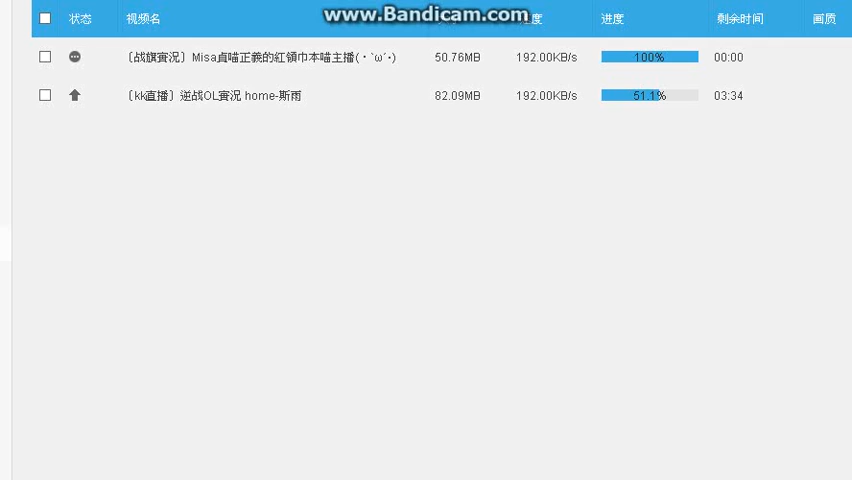 www.Bandicam.com
状态 视频名 度 进度 剩余时间 画质
〔战旗實況〕Misa貞喵正義的紅領巾本喵主播(・`ω´・) 50.76MB 192.00KB/s 100% 00:00
〔kk直播〕逆战OL實況 home-斯雨 82.09MB 192.00KB/s 51.1% 03:34